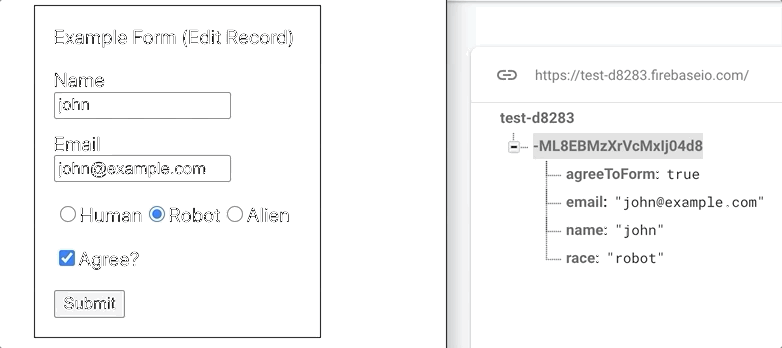 Example Form (Edit Record)
Name
john
Email
john@example.com
Human Robot Alien
Agree?
Submit
https://test-d8283.firebaseio.com/
test-d8283
-ML8EBMzXrVcMxIj04d8
agreeToForm: true
email: "john@example.com"
name: "john"
race: "robot"